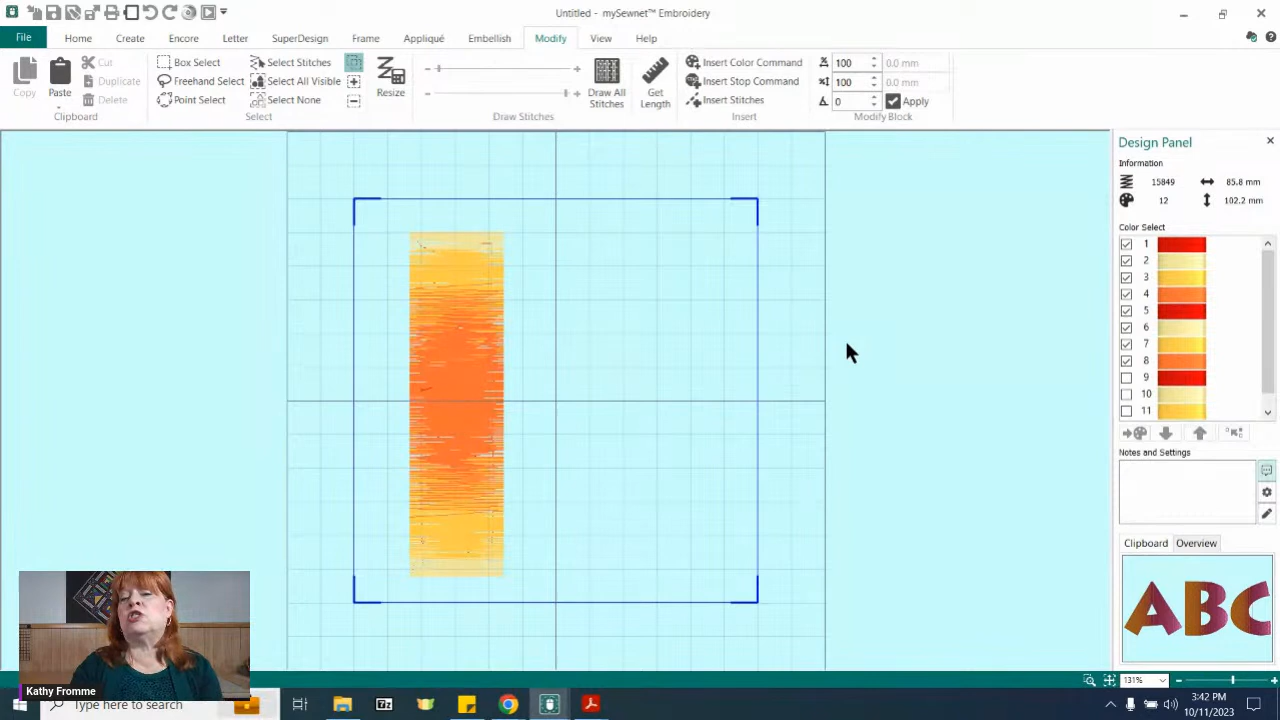 Untitled - mySewnet™ Embroidery
File Home Create Encore Letter SuperDesign Frame Appliqué Embellish Modify View Help
Copy Paste Cut Duplicate Delete Clipboard
Box Select Freehand Select Point Select Select Stitches Select All Visible Select None Select
Resize
Draw All Stitches Draw Stitches
Get Length
Insert Color Command Insert Stop Command Insert Stitches Insert
100 0.0 mm
100 0.0 mm
0 Apply
Modify Block
Design Panel
Information
15849 85.8 mm
12 102.2 mm
Color Select
1
2
3
4
5
6
7
8
9
10
11
Notes and Settings
Clipboard Overview
ABC
131%
Kathy Fromme
Type here to search
7z
3:42 PM
10/11/2023